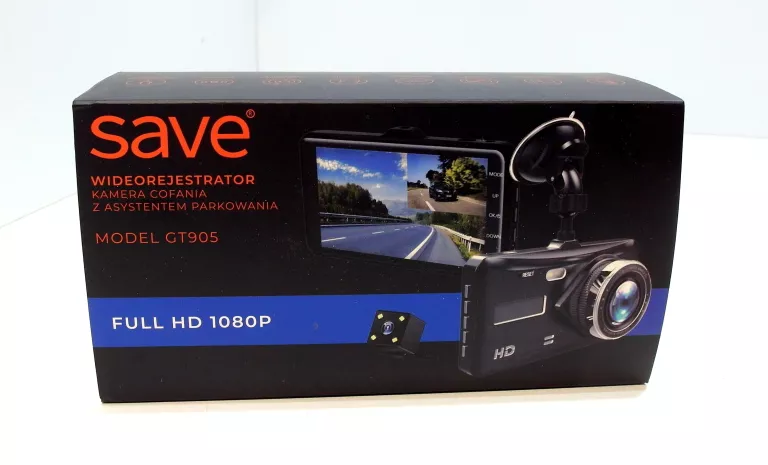 save®
WIDEOREJESTRATOR
KAMERA COFANIA
Z ASYSTENTEM PARKOWANIA
MODEL GT905
FULL HD 1080P
MODE
UP
OK/
DOWN
RESET
HD